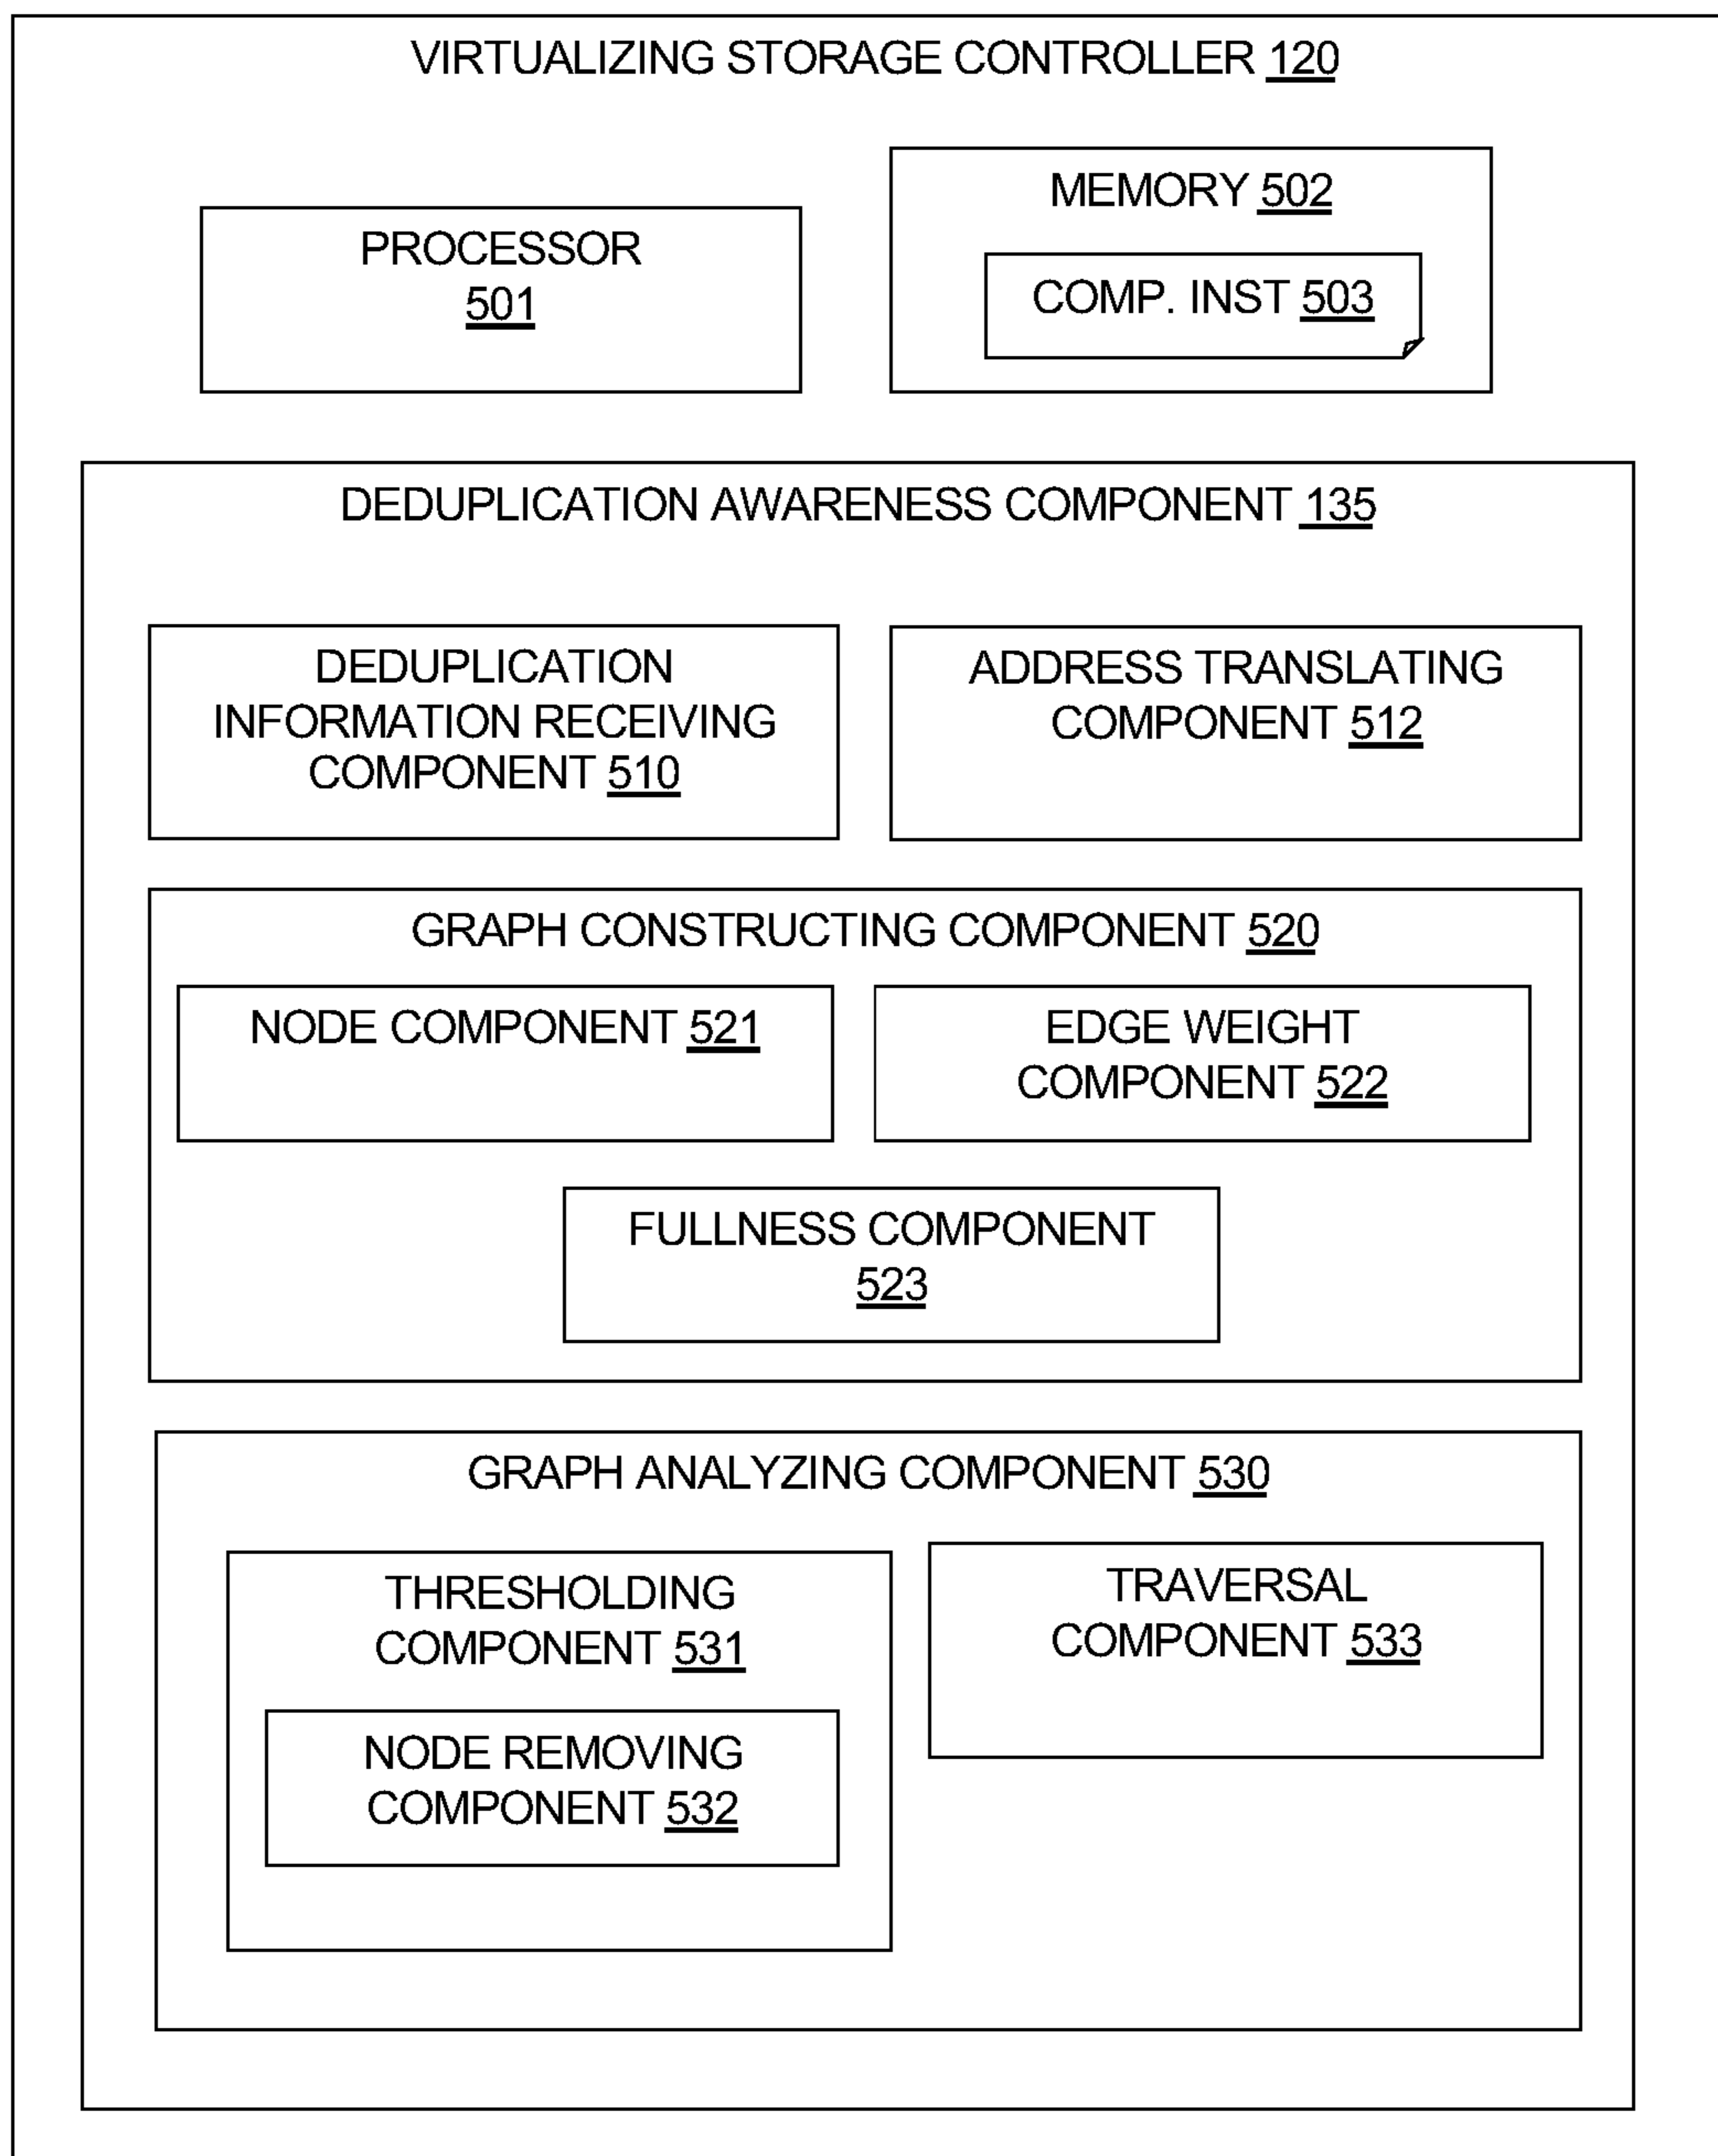 VIRTUALIZING STORAGE CONTROLLER 120
PROCESSOR
501
MEMORY 502
COMP. INST 503
DEDUPLICATION AWARENESS COMPONENT 135
DEDUPLICATION
INFORMATION RECEIVING
COMPONENT 510
ADDRESS TRANSLATING
COMPONENT 512
GRAPH CONSTRUCTING COMPONENT 520
NODE COMPONENT 521
EDGE WEIGHT
COMPONENT 522
FULLNESS COMPONENT
523
GRAPH ANALYZING COMPONENT 530
THRESHOLDING
COMPONENT 531
NODE REMOVING
COMPONENT 532
TRAVERSAL
COMPONENT 533